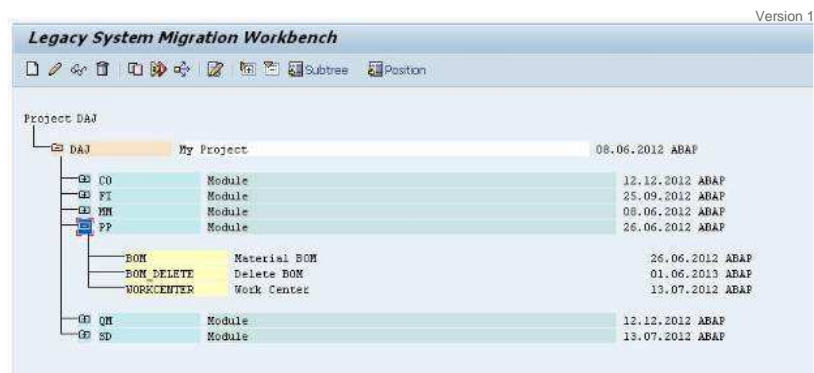 Version 1
Legacy System Migration Workbench
Subtree Position
Project DAJ
DAJ My Project 08.06.2012 ABAP
CO Module 12.12.2012 ABAP
FI Module 25.09.2012 ABAP
MM Module 08.06.2012 ABAP
PP Module 26.06.2012 ABAP
BOM Material BOM 26.06.2012 ABAP
BOM_DELETE Delete BOM 01.06.2013 ABAP
WORKCENTER Work Center 13.07.2012 ABAP
QM Module 12.12.2012 ABAP
SD Module 13.07.2012 ABAP